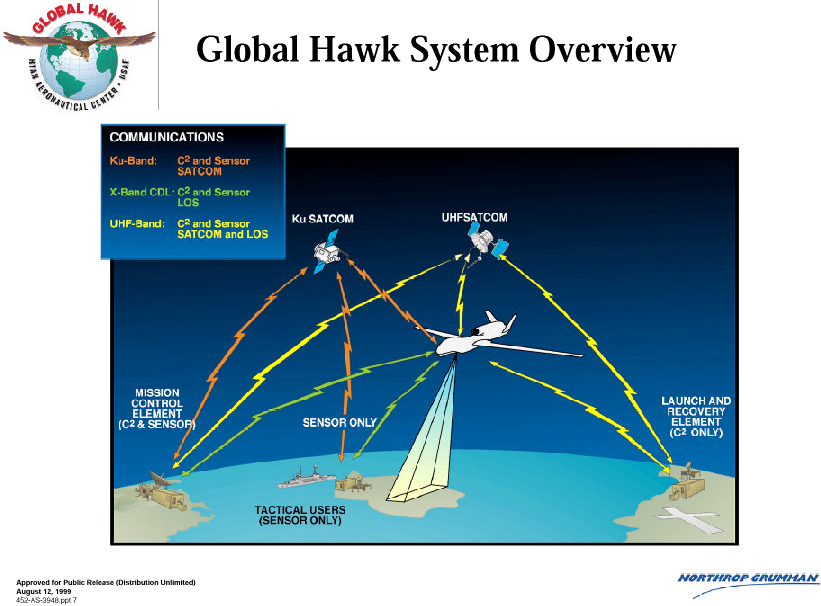 GLOBAL HAWK
RYAN AERONAUTICAL CENTER · USAF
Global Hawk System Overview
COMMUNICATIONS
Ku-Band: C2 and Sensor
SATCOM
X-Band CDL: C2 and Sensor
LOS
UHF-Band: C2 and Sensor
SATCOM and LOS
Ku SATCOM
UHFSATCOM
MISSION
CONTROL
ELEMENT
(C2 & SENSOR)
SENSOR ONLY
LAUNCH AND
RECOVERY
ELEMENT
(C2 ONLY)
TACTICAL USERS
(SENSOR ONLY)
Approved for Public Release (Distribution Unlimited)
August 12, 1999
452-AS-3948.ppt 7
NORTHROP GRUMMAN